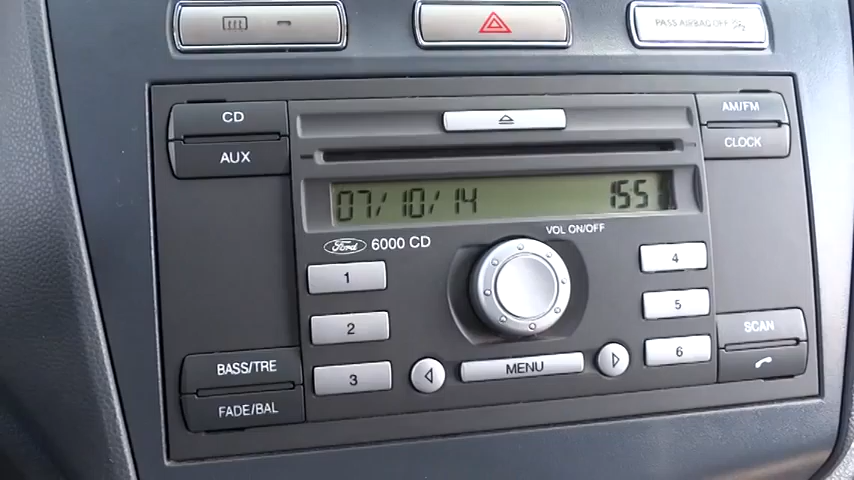 PASS AIRBAG OFF
CD
AUX
AM/FM
CLOCK
07/10/14
Ford 6000 CD
VOL ON/OFF
1
2
3
4
5
6
MENU
BASS/TRE
FADE/BAL
SCAN